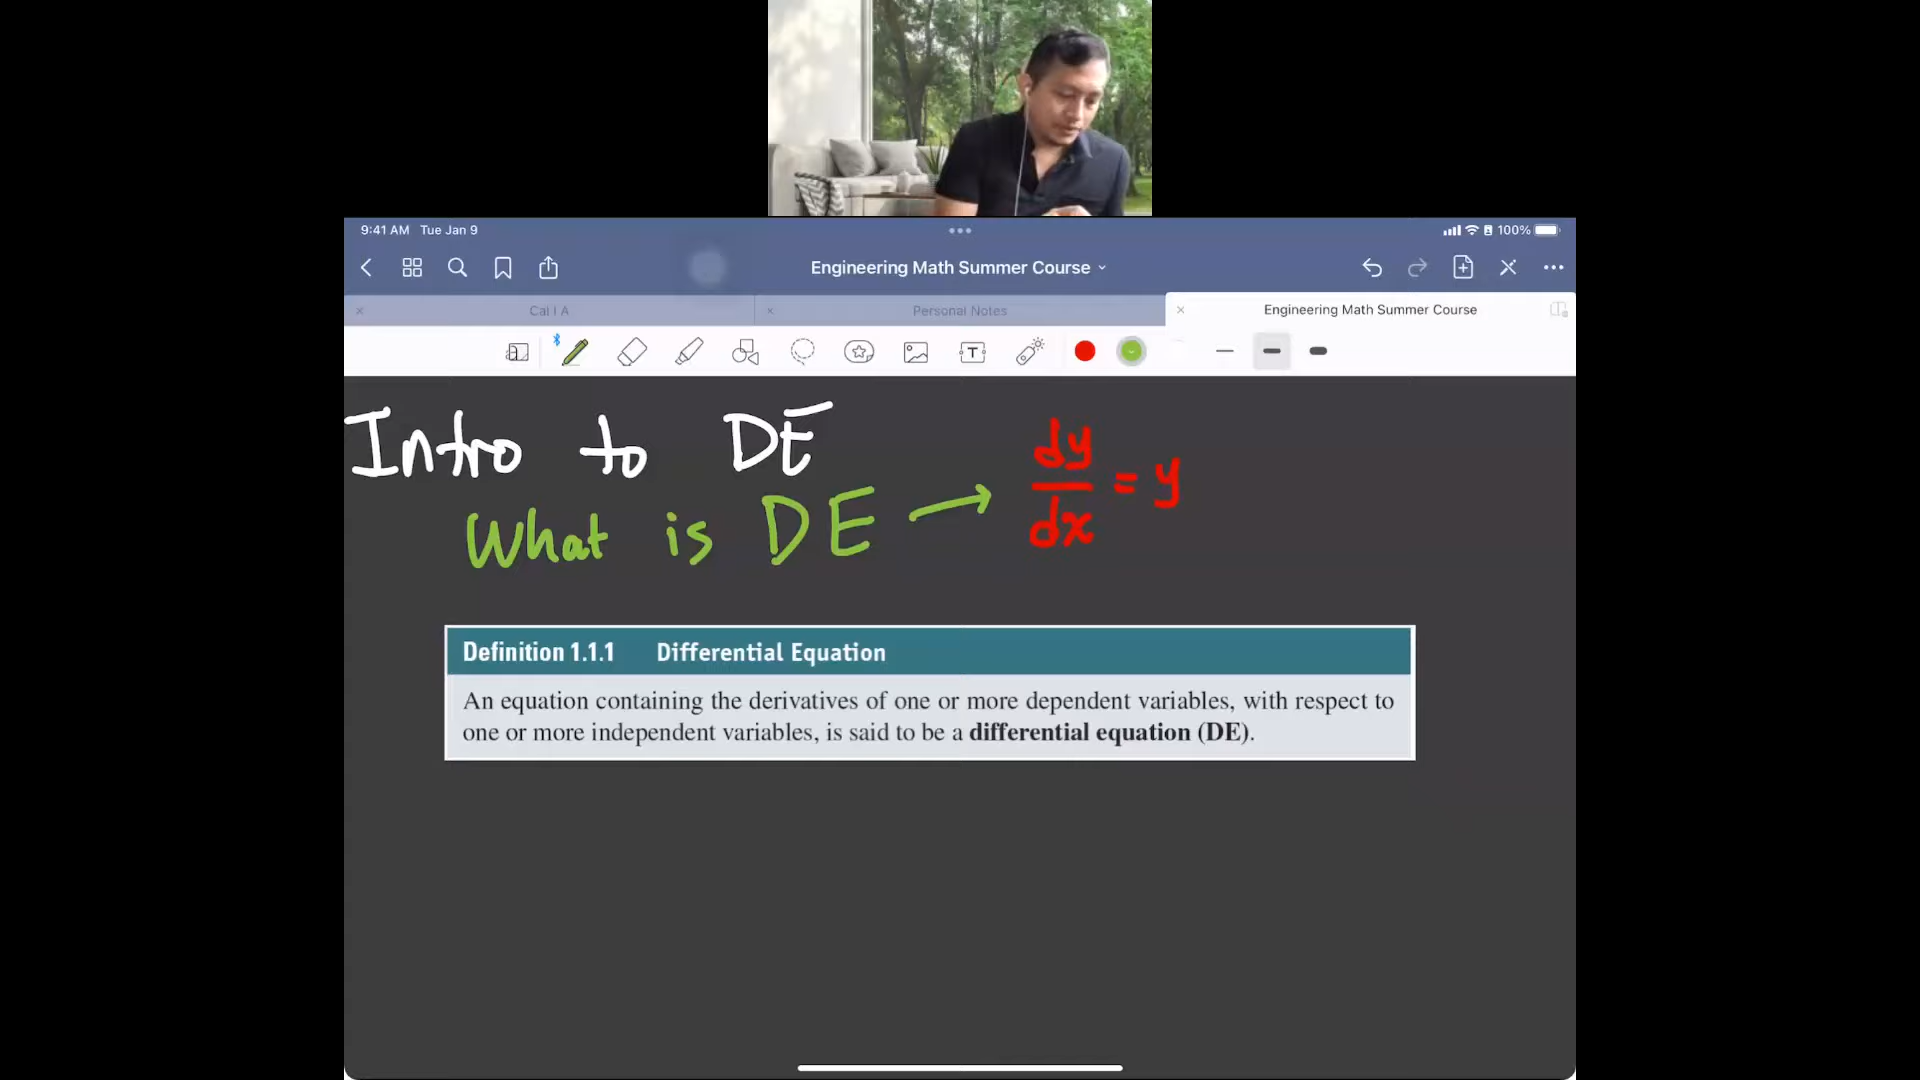 9:41 AM Tue Jan 9
100%
Engineering Math Summer Course
Cal I A
Personal Notes
Engineering Math Summer Course
Intro to DE
What is DE → dy/dx = y
Definition 1.1.1 Differential Equation
An equation containing the derivatives of one or more dependent variables, with respect to
one or more independent variables, is said to be a differential equation (DE).